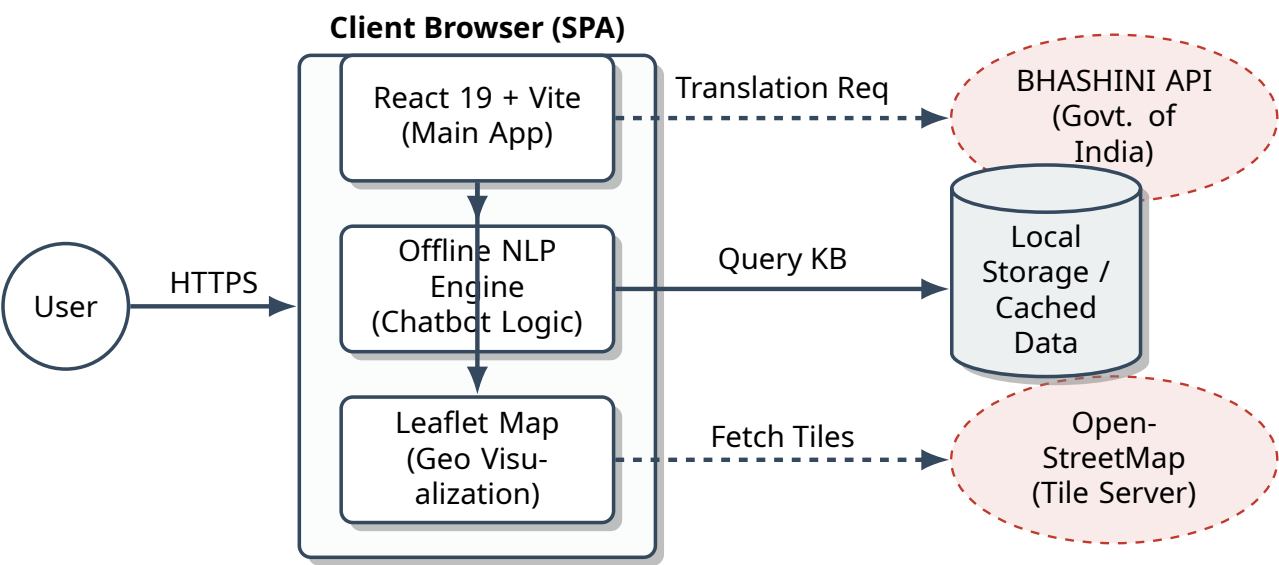 Client Browser (SPA)
React 19 + Vite
(Main App)
Translation Req
BHASHINI API
(Govt. of
India)
User
HTTPS
Offline NLP
Engine
(Chatbot Logic)
Query KB
Local
Storage /
Cached
Data
Leaflet Map
(Geo Visu-
alization)
Fetch Tiles
Open-
StreetMap
(Tile Server)